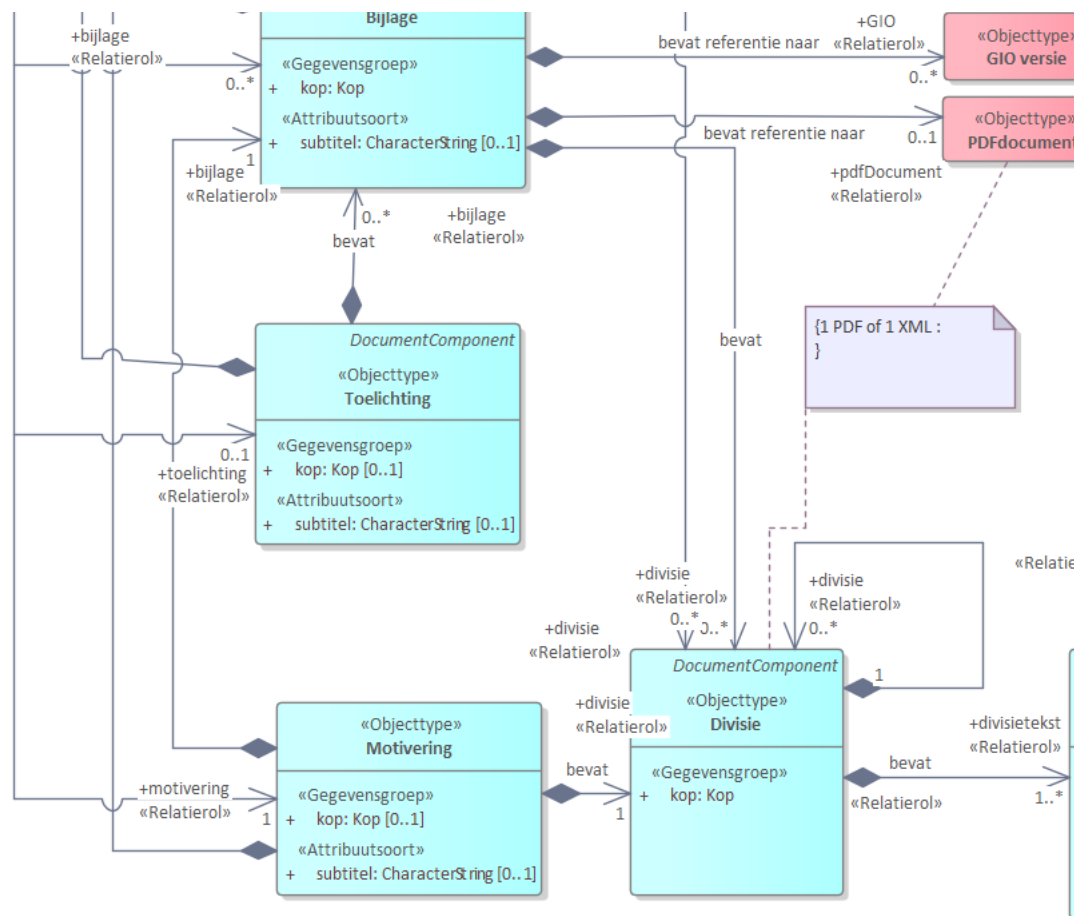 Bijlage
«Gegevensgroep»
+ kop: Kop
«Attribuutsoort»
+ subtitel: CharacterString [0..1]
+bijlage
«Relatierol»
0..*
1
+bijlage
«Relatierol»
bevat referentie naar
+GIO
«Relatierol»
0..*
«Objecttype»
GIO versie
bevat referentie naar
0..1
+pdfDocument
«Relatierol»
«Objecttype»
PDFdocument
0..*
bevat
+bijlage
«Relatierol»
{1 PDF of 1 XML :
}
bevat
DocumentComponent
«Objecttype»
Toelichting
«Gegevensgroep»
+ kop: Kop [0..1]
«Attribuutsoort»
+ subtitel: CharacterString [0..1]
0..1
+toelichting
«Relatierol»
+divisie
«Relatierol»
0..*
0..*
+divisie
«Relatierol»
0..*
«Relatie
+divisie
«Relatierol»
DocumentComponent
«Objecttype»
Divisie
«Gegevensgroep»
+ kop: Kop
1
+divisie
«Relatierol»
bevat
1
«Objecttype»
Motivering
«Gegevensgroep»
+ kop: Kop [0..1]
«Attribuutsoort»
+ subtitel: CharacterString [0..1]
+motivering
«Relatierol»
1
+divisietekst
«Relatierol»
bevat
«Relatierol»
1..*